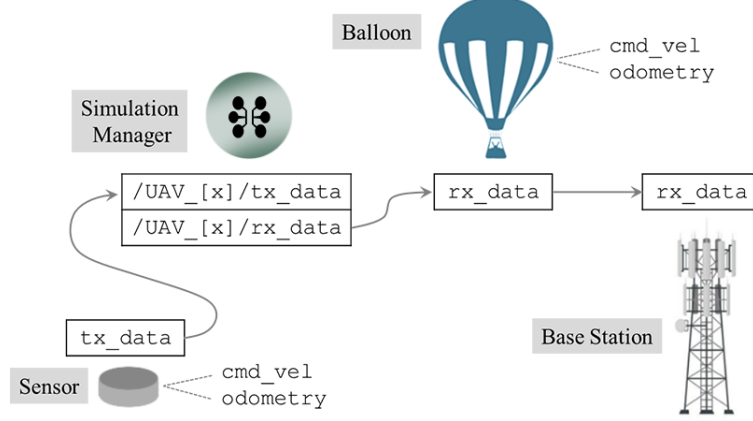 Balloon
cmd_vel
odometry
Simulation
Manager
/UAV_[x]/tx_data
/UAV_[x]/rx_data
rx_data
rx_data
tx_data
Base Station
Sensor
cmd_vel
odometry